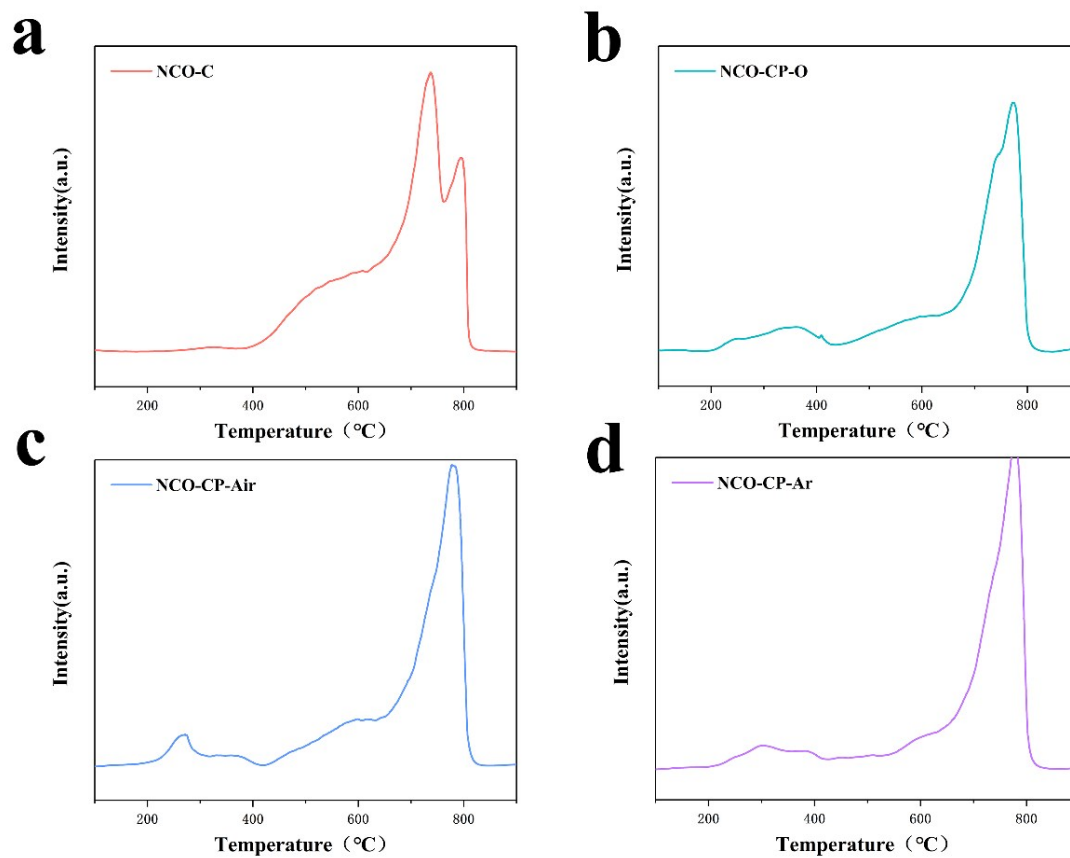 a
NCO-C
Intensity(a.u.)
200 400 600 800
Temperature（°C）
b
NCO-CP-O
Intensity(a.u.)
200 400 600 800
Temperature（°C）
c
NCO-CP-Air
Intensity(a.u.)
200 400 600 800
Temperature（°C）
d
NCO-CP-Ar
Intensity(a.u.)
200 400 600 800
Temperature（°C）